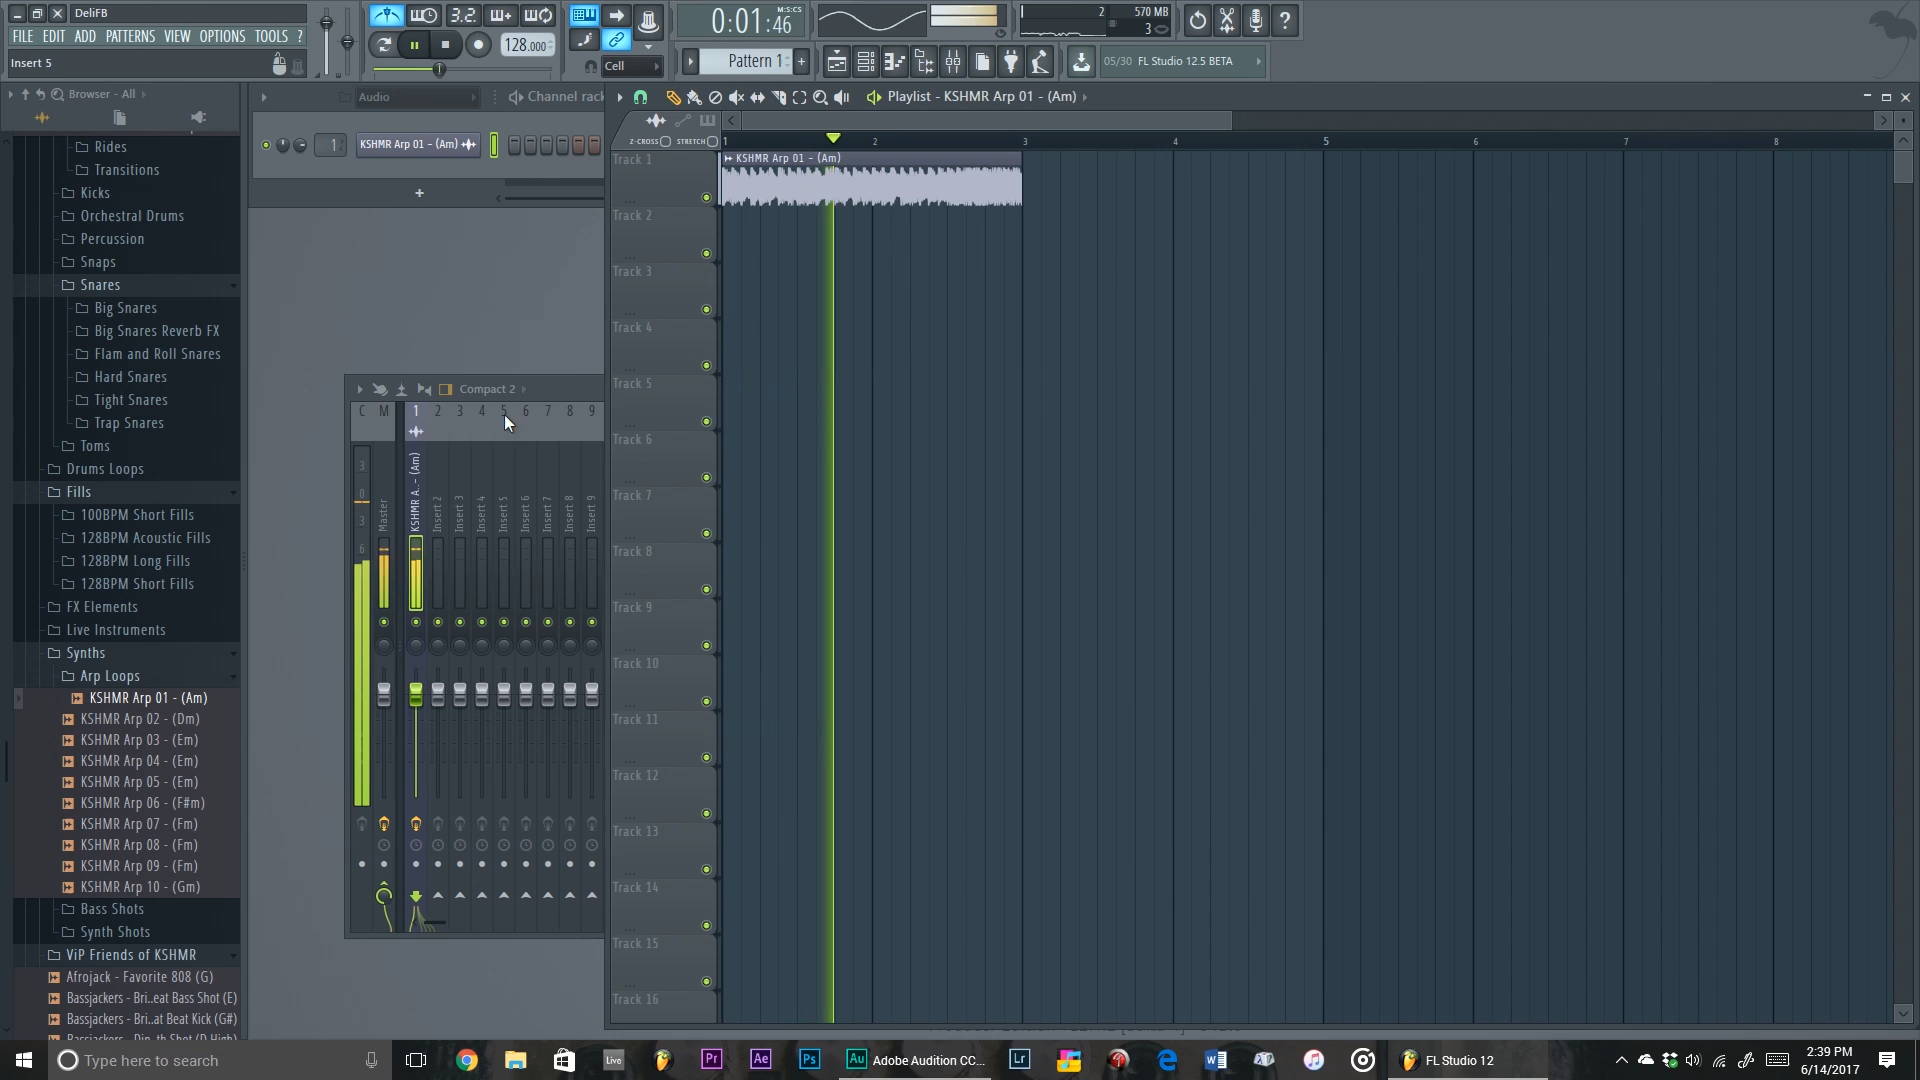 DeliFB
FILE EDIT ADD PATTERNS VIEW OPTIONS TOOLS ?
Insert 5
3.2.
128.000
Cell
0:01:46
M:S:CS
2
570 MB
3
Pattern 1
+
05/30 FL Studio 12.5 BETA
Browser - All
Rides
Transitions
Kicks
Orchestral Drums
Percussion
Snaps
Snares
Big Snares
Big Snares Reverb FX
Flam and Roll Snares
Hard Snares
Tight Snares
Trap Snares
Toms
Drums Loops
Fills
100BPM Short Fills
128BPM Acoustic Fills
128BPM Long Fills
128BPM Short Fills
FX Elements
Live Instruments
Synths
Arp Loops
KSHMR Arp 01 - (Am)
KSHMR Arp 02 - (Dm)
KSHMR Arp 03 - (Em)
KSHMR Arp 04 - (Em)
KSHMR Arp 05 - (Em)
KSHMR Arp 06 - (F#m)
KSHMR Arp 07 - (Fm)
KSHMR Arp 08 - (Fm)
KSHMR Arp 09 - (Fm)
KSHMR Arp 10 - (Gm)
Bass Shots
Synth Shots
ViP Friends of KSHMR
Afrojack - Favorite 808 (G)
Bassjackers - Bri..eat Bass Shot (E)
Bassjackers - Bri..at Beat Kick (G#)
Audio
Channel rack
1
KSHMR Arp 01 - (Am)
+
Compact 2
C M 1 2 3 4 5 6 7 8 9
3
0
3
6
Master
KSHMR A..- (Am)
Insert 2
Insert 3
Insert 4
Insert 5
Insert 6
Insert 7
Insert 8
Insert 9
Playlist - KSHMR Arp 01 - (Am)
Z-CROSS STRETCH
1 2 3 4 5 6 7 8
KSHMR Arp 01 - (Am)
Track 1
Track 2
Track 3
Track 4
Track 5
Track 6
Track 7
Track 8
Track 9
Track 10
Track 11
Track 12
Track 13
Track 14
Track 15
Track 16
Type here to search
Live
Pr
Ae
Ps
Au
Adobe Audition CC...
Lr
FL Studio 12
2:39 PM
6/14/2017